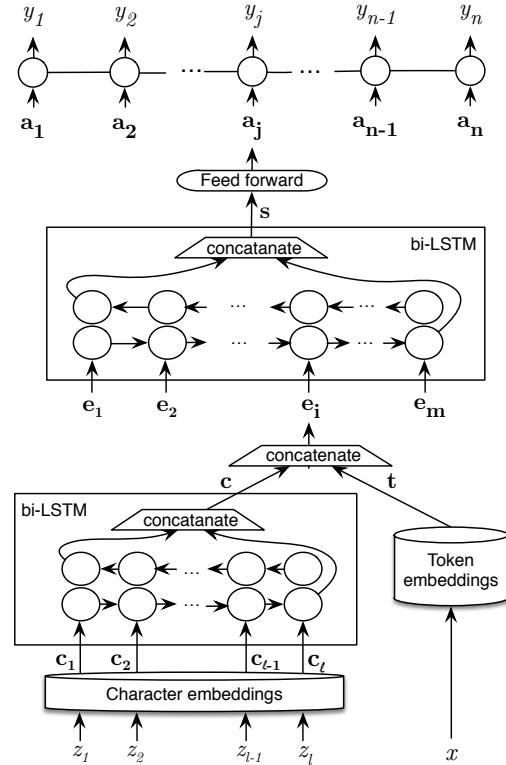 y1 y2 yj yn-1 yn
... ...
a1 a2 aj an-1 an
Feed forward
s
concatanate
bi-LSTM
... ...
... ...
e1 e2 ei em
concatenate
c t
bi-LSTM
concatanate
Token
embeddings
...
...
c1 c2 cℓ-1 cℓ
Character embeddings
z1 z2 zl-1 zl x